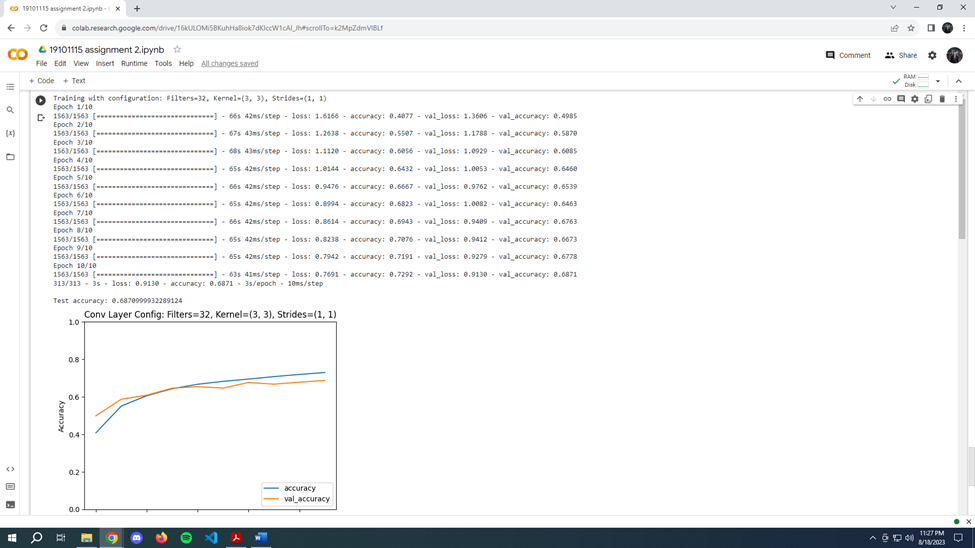 19101115 assignment 2.ipynb - C
colab.research.google.com/drive/16kULOMi5BKuhHa8iok7dKIccW1cAI_Ih#scrollTo=k2MpZdmVlBLf
19101115 assignment 2.ipynb
File Edit View Insert Runtime Tools Help All changes saved
Comment Share
+ Code + Text
RAM
Disk
Training with configuration: Filters=32, Kernel=(3, 3), Strides=(1, 1)
Epoch 1/10
1563/1563 [==============================] - 66s 42ms/step - loss: 1.6166 - accuracy: 0.4077 - val_loss: 1.3606 - val_accuracy: 0.4985
Epoch 2/10
1563/1563 [==============================] - 67s 43ms/step - loss: 1.2638 - accuracy: 0.5507 - val_loss: 1.1788 - val_accuracy: 0.5870
Epoch 3/10
1563/1563 [==============================] - 68s 43ms/step - loss: 1.1120 - accuracy: 0.6056 - val_loss: 1.0929 - val_accuracy: 0.6085
Epoch 4/10
1563/1563 [==============================] - 65s 42ms/step - loss: 1.0144 - accuracy: 0.6432 - val_loss: 1.0053 - val_accuracy: 0.6460
Epoch 5/10
1563/1563 [==============================] - 66s 42ms/step - loss: 0.9476 - accuracy: 0.6667 - val_loss: 0.9762 - val_accuracy: 0.6539
Epoch 6/10
1563/1563 [==============================] - 65s 42ms/step - loss: 0.8994 - accuracy: 0.6823 - val_loss: 1.0082 - val_accuracy: 0.6463
Epoch 7/10
1563/1563 [==============================] - 66s 42ms/step - loss: 0.8614 - accuracy: 0.6943 - val_loss: 0.9409 - val_accuracy: 0.6763
Epoch 8/10
1563/1563 [==============================] - 65s 42ms/step - loss: 0.8238 - accuracy: 0.7076 - val_loss: 0.9412 - val_accuracy: 0.6673
Epoch 9/10
1563/1563 [==============================] - 65s 42ms/step - loss: 0.7942 - accuracy: 0.7191 - val_loss: 0.9279 - val_accuracy: 0.6778
Epoch 10/10
1563/1563 [==============================] - 63s 41ms/step - loss: 0.7691 - accuracy: 0.7292 - val_loss: 0.9130 - val_accuracy: 0.6871
313/313 - 3s - loss: 0.9130 - accuracy: 0.6871 - 3s/epoch - 10ms/step
Test accuracy: 0.6870999932289124
Conv Layer Config: Filters=32, Kernel=(3, 3), Strides=(1, 1)
1.0
0.8
0.6
0.4
0.2
0.0
Accuracy
accuracy
val_accuracy
11:27 PM
8/18/2023